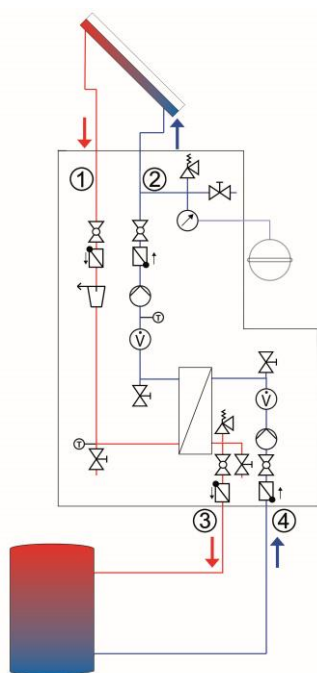 ①
②
T
V̇
T
V̇
③
④